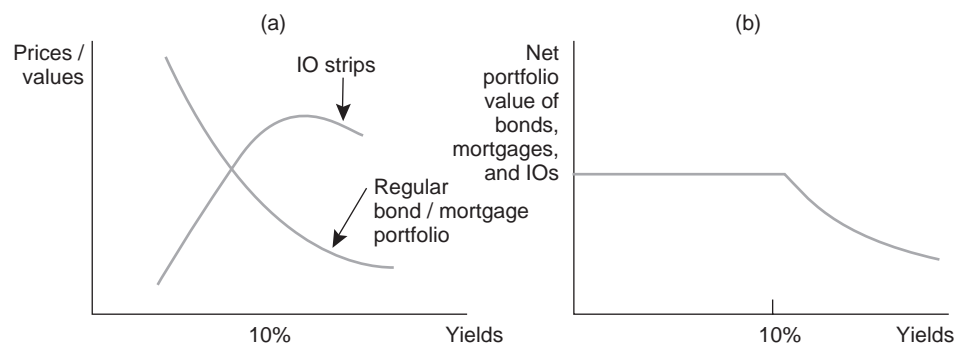 (a)
Prices /
values
IO strips
Regular
bond / mortgage
portfolio
10%
Yields
(b)
Net
portfolio
value of
bonds,
mortgages,
and IOs
10%
Yields